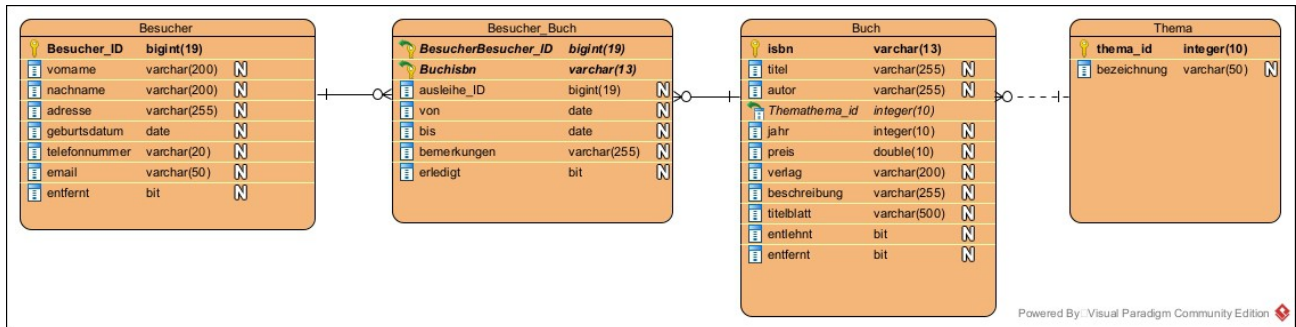 Besucher
Besucher_ID bigint(19)
vorname varchar(200) N
nachname varchar(200) N
adresse varchar(255) N
geburtsdatum date N
telefonnummer varchar(20) N
email varchar(50) N
entfernt bit N
Besucher_Buch
BesucherBesucher_ID bigint(19)
Buchisbn varchar(13)
ausleihe_ID bigint(19) N
von date N
bis date N
bemerkungen varchar(255) N
erledigt bit N
Buch
isbn varchar(13)
titel varchar(255) N
autor varchar(255) N
Themathema_id integer(10)
jahr integer(10) N
preis double(10) N
verlag varchar(200) N
beschreibung varchar(255) N
titelblatt varchar(500) N
entlehnt bit N
entfernt bit N
Thema
thema_id integer(10)
bezeichnung varchar(50) N
Powered By Visual Paradigm Community Edition